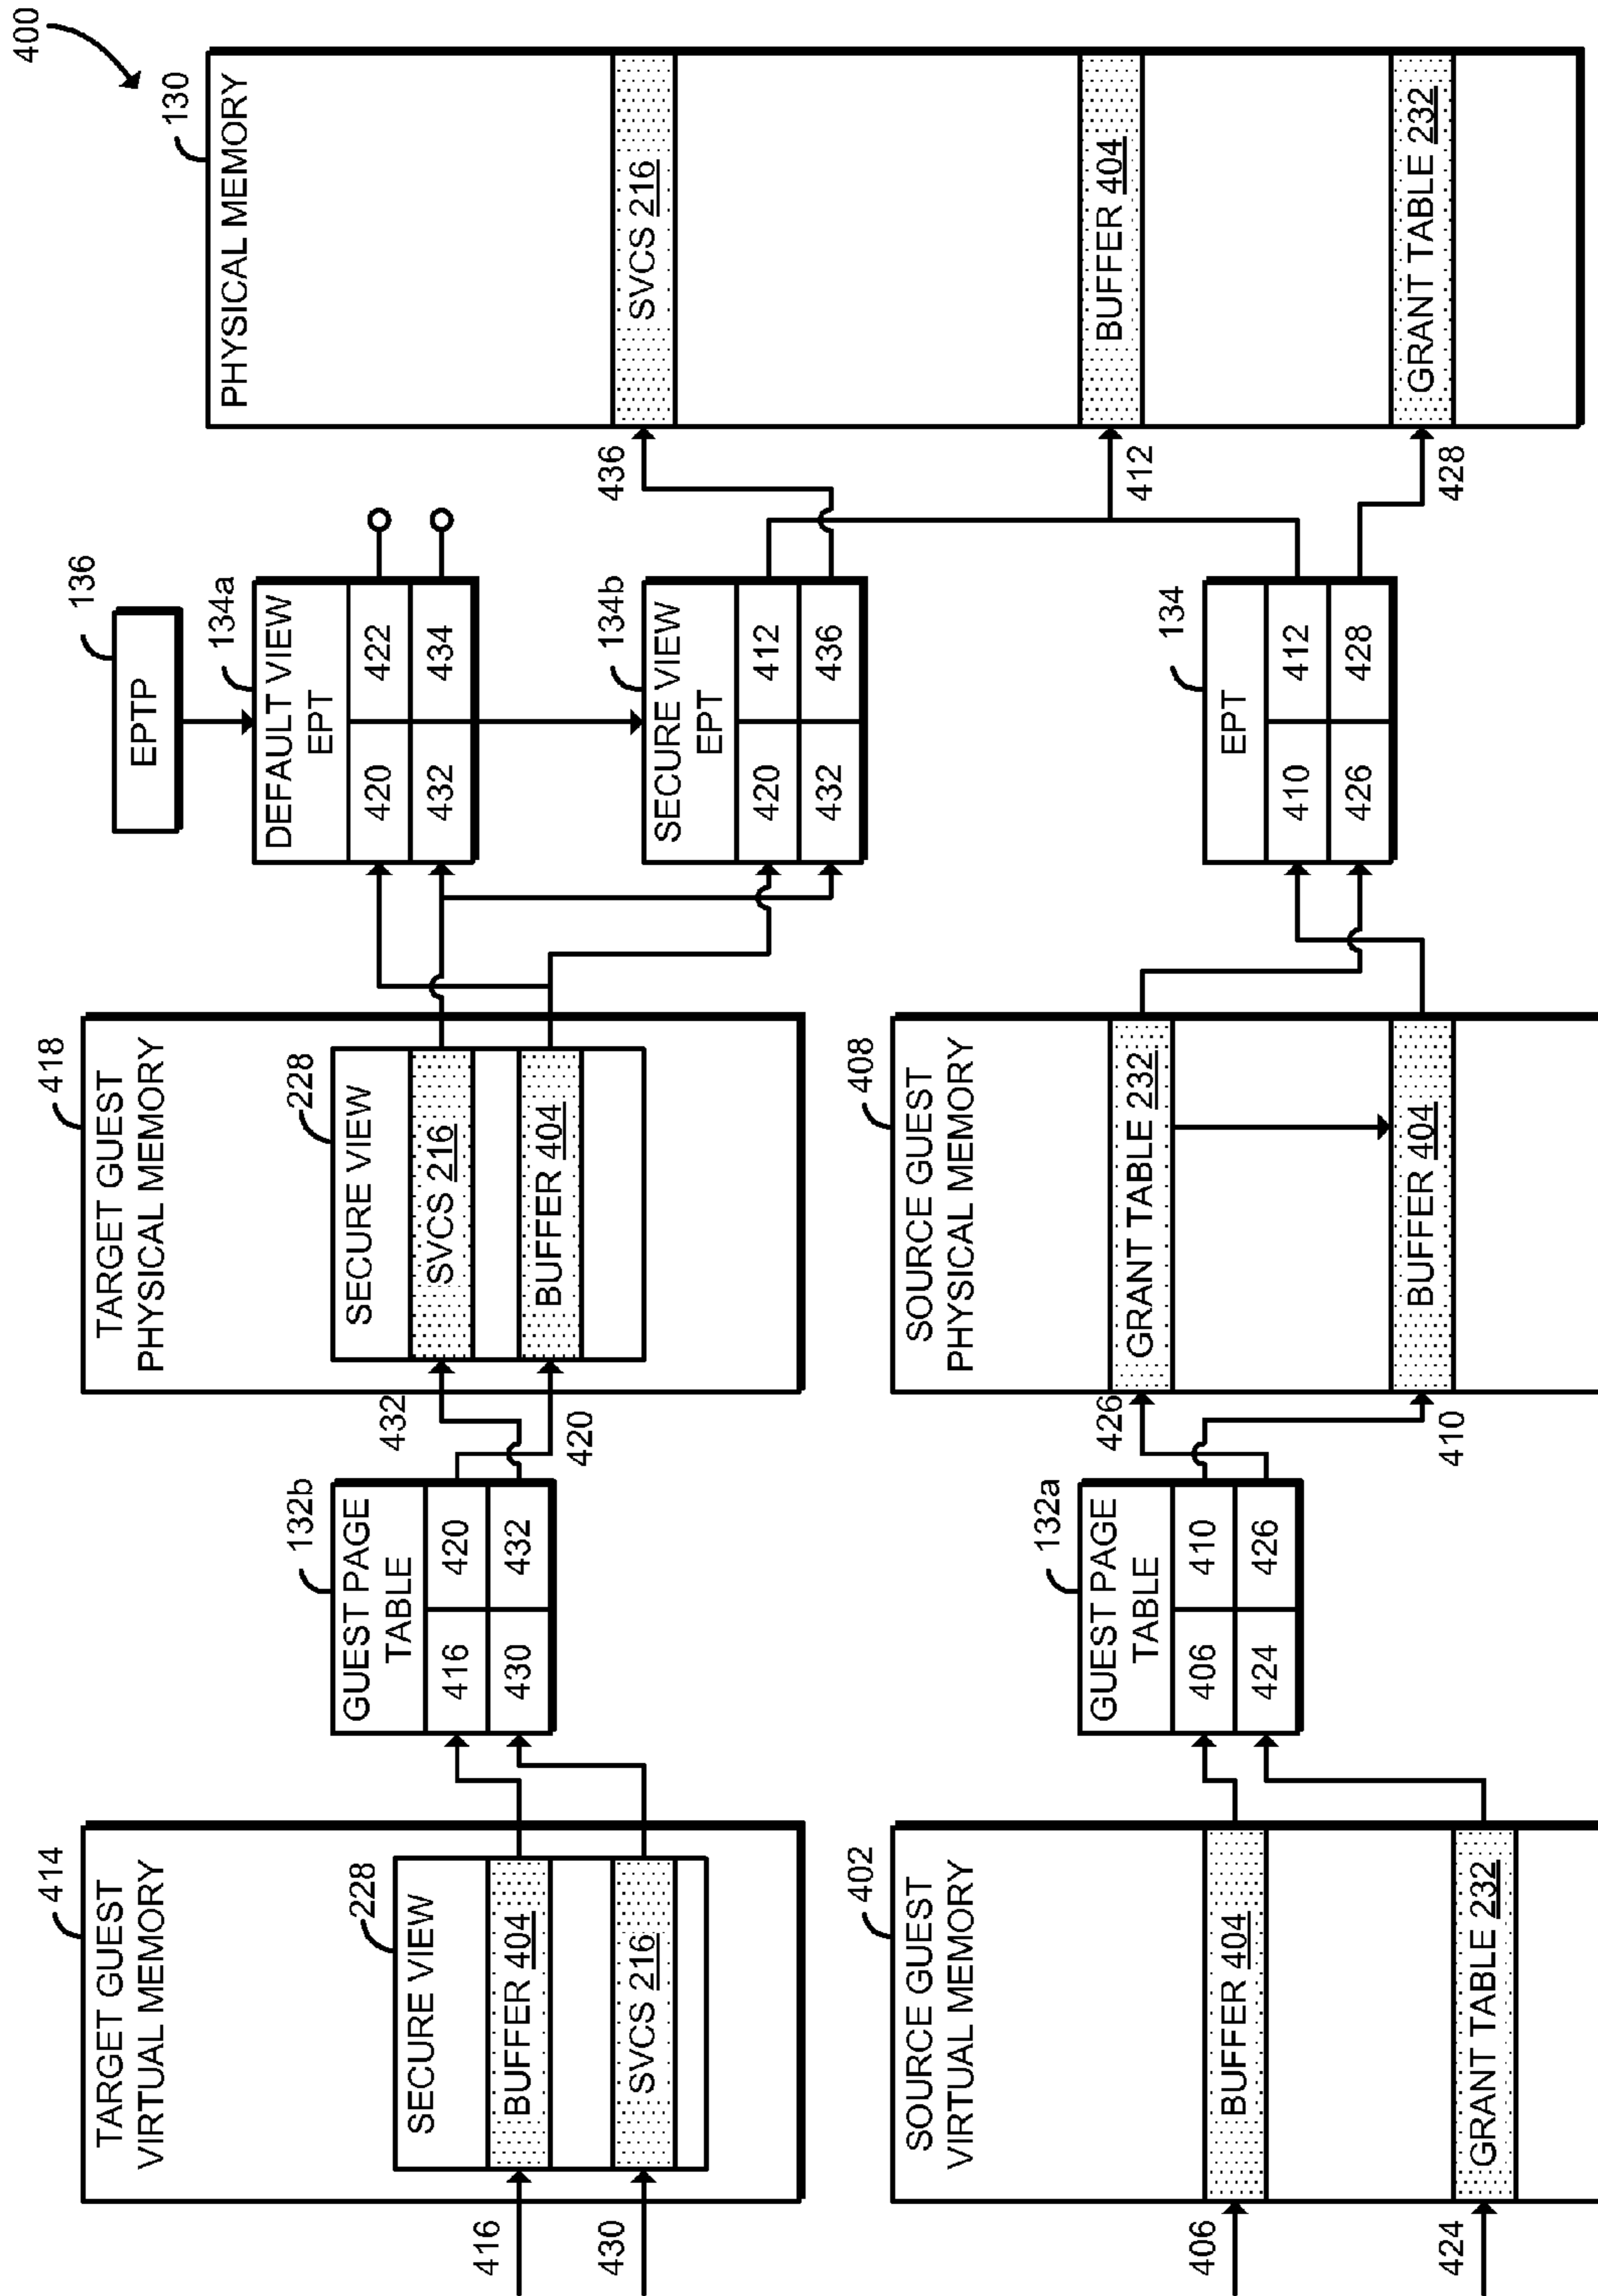 400
414
TARGET GUEST
VIRTUAL MEMORY
228
SECURE VIEW
BUFFER 404
SVCS 216
416
430
132b
GUEST PAGE
TABLE
416 420
430 432
432
420
418
TARGET GUEST
PHYSICAL MEMORY
228
SECURE VIEW
SVCS 216
BUFFER 404
136
EPTP
134a
DEFAULT VIEW
EPT
420 422
432 434
134b
SECURE VIEW
EPT
420 412
432 436
130
PHYSICAL MEMORY
SVCS 216
BUFFER 404
GRANT TABLE 232
436
412
428
402
SOURCE GUEST
VIRTUAL MEMORY
BUFFER 404
GRANT TABLE 232
406
424
132a
GUEST PAGE
TABLE
406 410
424 426
426
410
408
SOURCE GUEST
PHYSICAL MEMORY
GRANT TABLE 232
BUFFER 404
134
EPT
410 412
426 428